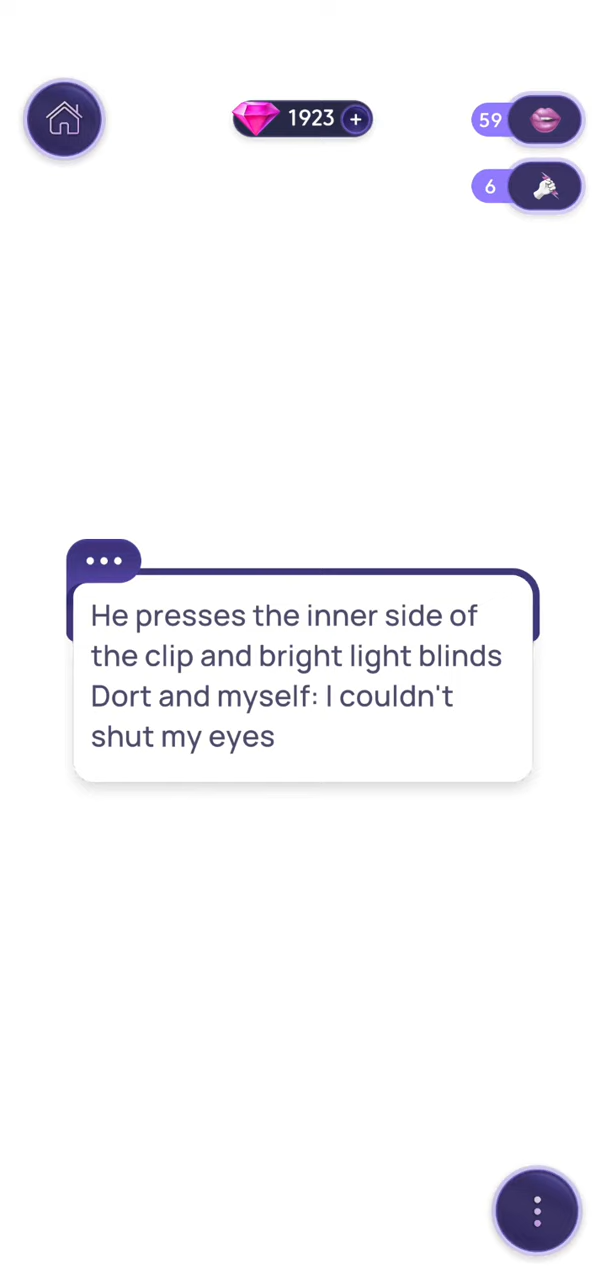 1923 +
59
6
He presses the inner side of
the clip and bright light blinds
Dort and myself: I couldn't
shut my eyes